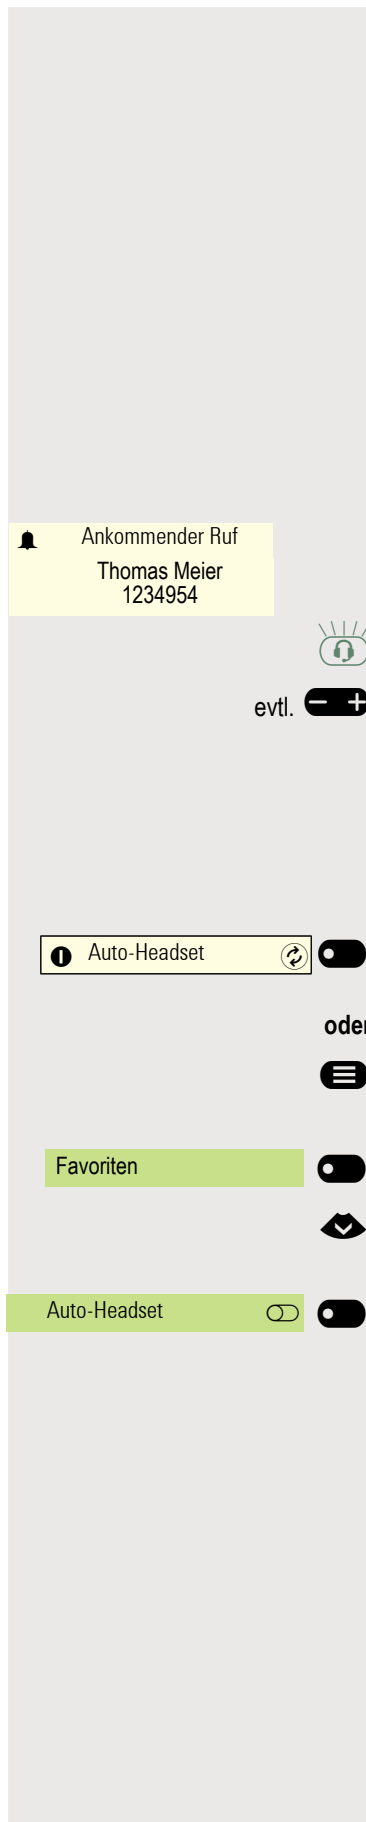 Ankommender Ruf
Thomas Meier
1234954
evtl.
Auto-Headset
oder
Favoriten
Auto-Headset